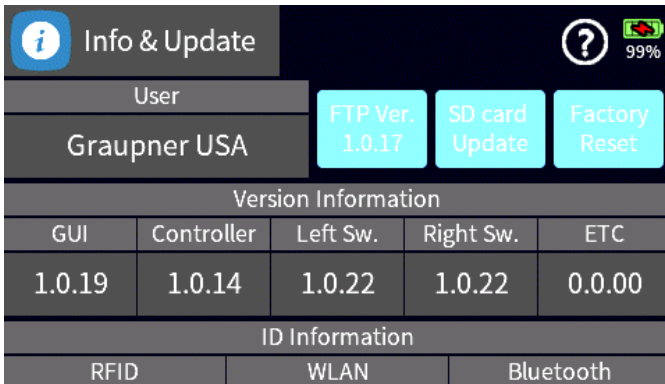 i Info & Update ? 99%
User
Graupner USA
FTP Ver.
1.0.17
SD card
Update
Factory
Reset
Version Information
GUI Controller Left Sw. Right Sw. ETC
1.0.19 1.0.14 1.0.22 1.0.22 0.0.00
ID Information
RFID WLAN Bluetooth